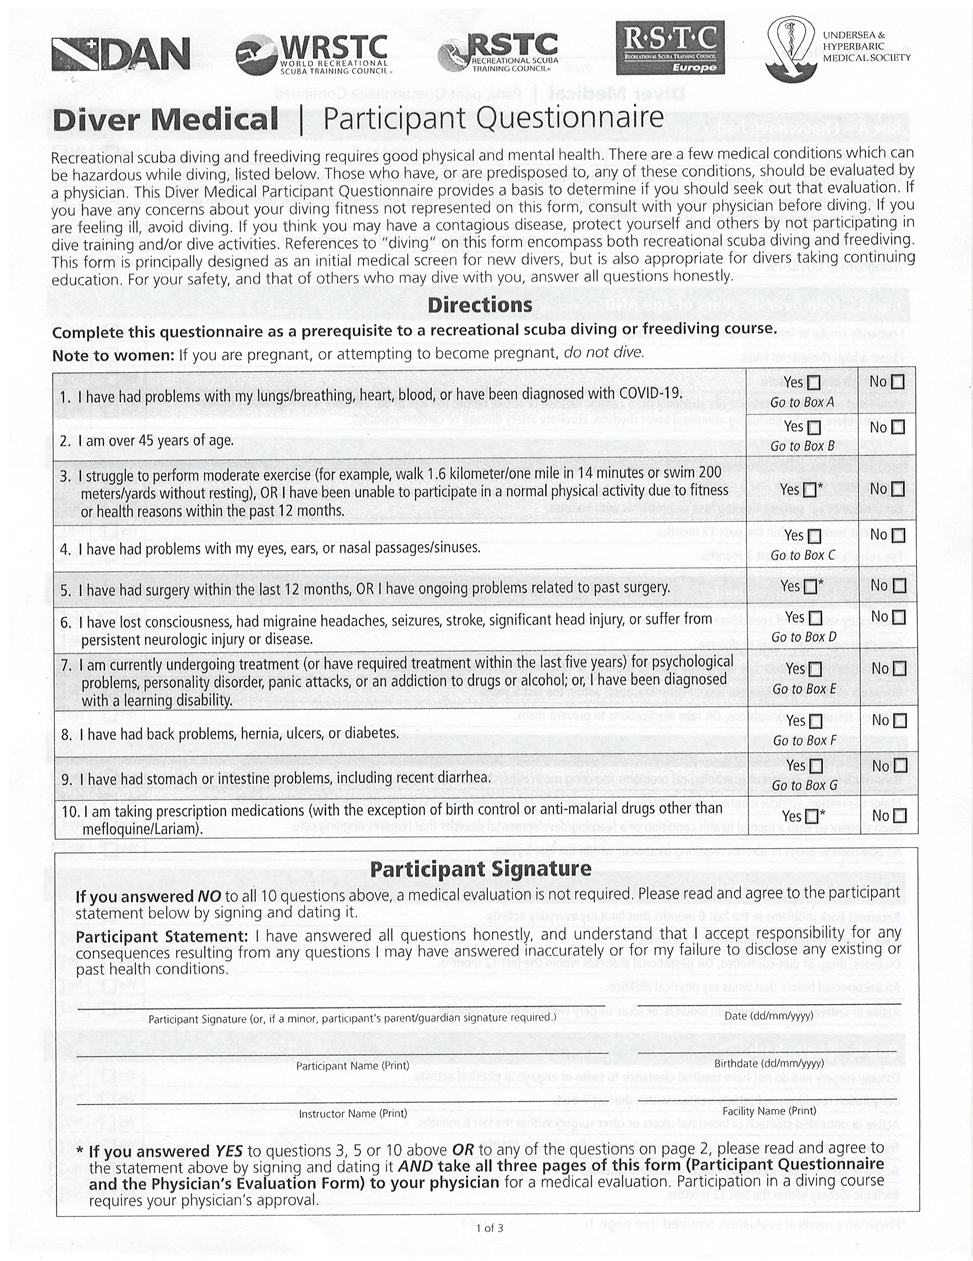 DAN
WRSTC
WORLD RECREATIONAL
SCUBA TRAINING COUNCIL
RSTC
RECREATIONAL SCUBA
TRAINING COUNCIL
R·S·T·C
RECREATIONAL SCUBA TRAINING COUNCIL
Europe
UNDERSEA &
HYPERBARIC
MEDICAL SOCIETY
Diver Medical | Participant Questionnaire
Recreational scuba diving and freediving requires good physical and mental health. There are a few medical conditions which can
be hazardous while diving, listed below. Those who have, or are predisposed to, any of these conditions, should be evaluated by
a physician. This Diver Medical Participant Questionnaire provides a basis to determine if you should seek out that evaluation. If
you have any concerns about your diving fitness not represented on this form, consult with your physician before diving. If you
are feeling ill, avoid diving. If you think you may have a contagious disease, protect yourself and others by not participating in
dive training and/or dive activities. References to "diving" on this form encompass both recreational scuba diving and freediving.
This form is principally designed as an initial medical screen for new divers, but is also appropriate for divers taking continuing
education. For your safety, and that of others who may dive with you, answer all questions honestly.
Directions
Complete this questionnaire as a prerequisite to a recreational scuba diving or freediving course.
Note to women: If you are pregnant, or attempting to become pregnant, do not dive.
1. I have had problems with my lungs/breathing, heart, blood, or have been diagnosed with COVID-19.
Yes
Go to Box A
No
2. I am over 45 years of age.
Yes
Go to Box B
No
3. I struggle to perform moderate exercise (for example, walk 1.6 kilometer/one mile in 14 minutes or swim 200
meters/yards without resting), OR I have been unable to participate in a normal physical activity due to fitness
or health reasons within the past 12 months.
Yes *
No
4. I have had problems with my eyes, ears, or nasal passages/sinuses.
Yes
Go to Box C
No
5. I have had surgery within the last 12 months, OR I have ongoing problems related to past surgery.
Yes *
No
6. I have lost consciousness, had migraine headaches, seizures, stroke, significant head injury, or suffer from
persistent neurologic injury or disease.
Yes
Go to Box D
No
7. I am currently undergoing treatment (or have required treatment within the last five years) for psychological
problems, personality disorder, panic attacks, or an addiction to drugs or alcohol; or, I have been diagnosed
with a learning disability.
Yes
Go to Box E
No
8. I have had back problems, hernia, ulcers, or diabetes.
Yes
Go to Box F
No
9. I have had stomach or intestine problems, including recent diarrhea.
Yes
Go to Box G
No
10. I am taking prescription medications (with the exception of birth control or anti-malarial drugs other than
mefloquine/Lariam).
Yes *
No
Participant Signature
If you answered NO to all 10 questions above, a medical evaluation is not required. Please read and agree to the participant
statement below by signing and dating it.
Participant Statement: I have answered all questions honestly, and understand that I accept responsibility for any
consequences resulting from any questions I may have answered inaccurately or for my failure to disclose any existing or
past health conditions.
Participant Signature (or, if a minor, participant's parent/guardian signature required.)
Date (dd/mm/yyyy)
Participant Name (Print)
Birthdate (dd/mm/yyyy)
Instructor Name (Print)
Facility Name (Print)
* If you answered YES to questions 3, 5 or 10 above OR to any of the questions on page 2, please read and agree to
the statement above by signing and dating it AND take all three pages of this form (Participant Questionnaire
and the Physician's Evaluation Form) to your physician for a medical evaluation. Participation in a diving course
requires your physician's approval.
1 of 3